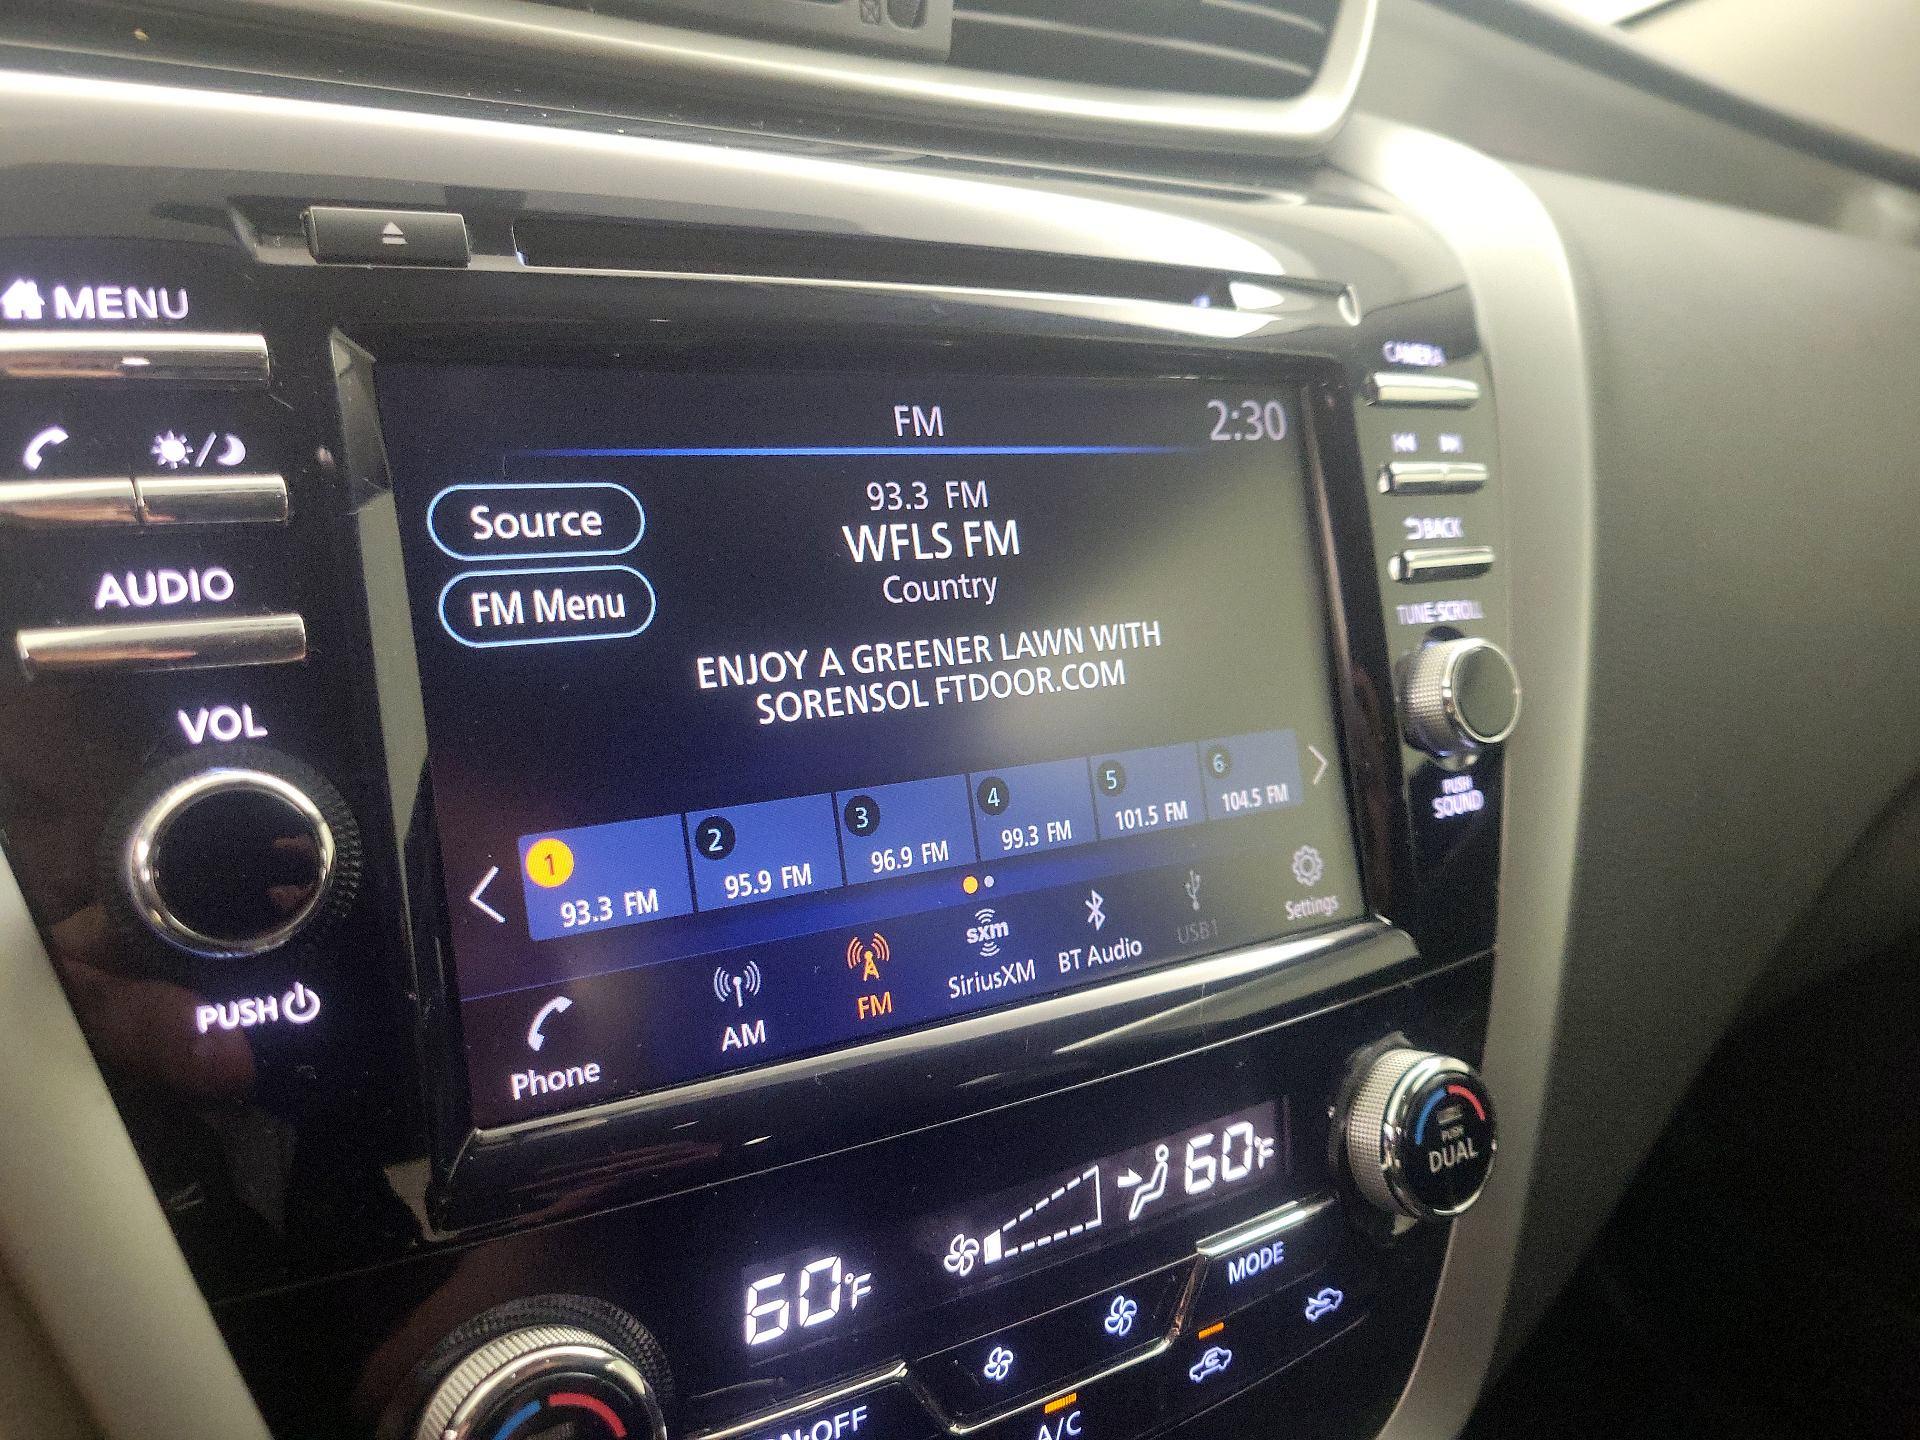 MENU
AUDIO
VOL
PUSH
FM
2:30
Source
93.3 FM
WFLS FM
FM Menu
Country
ENJOY A GREENER LAWN WITH
SORENSOL FTDOOR.COM
1
93.3 FM
2
95.9 FM
3
96.9 FM
4
99.3 FM
5
101.5 FM
6
104.5 FM
Phone
AM
FM
sxm
SiriusXM
BT Audio
USB1
Settings
CAMERA
BACK
TUNE·SCROLL
PUSH
SOUND
60°F
60°F
PUSH
DUAL
MODE
ON·OFF
A/C